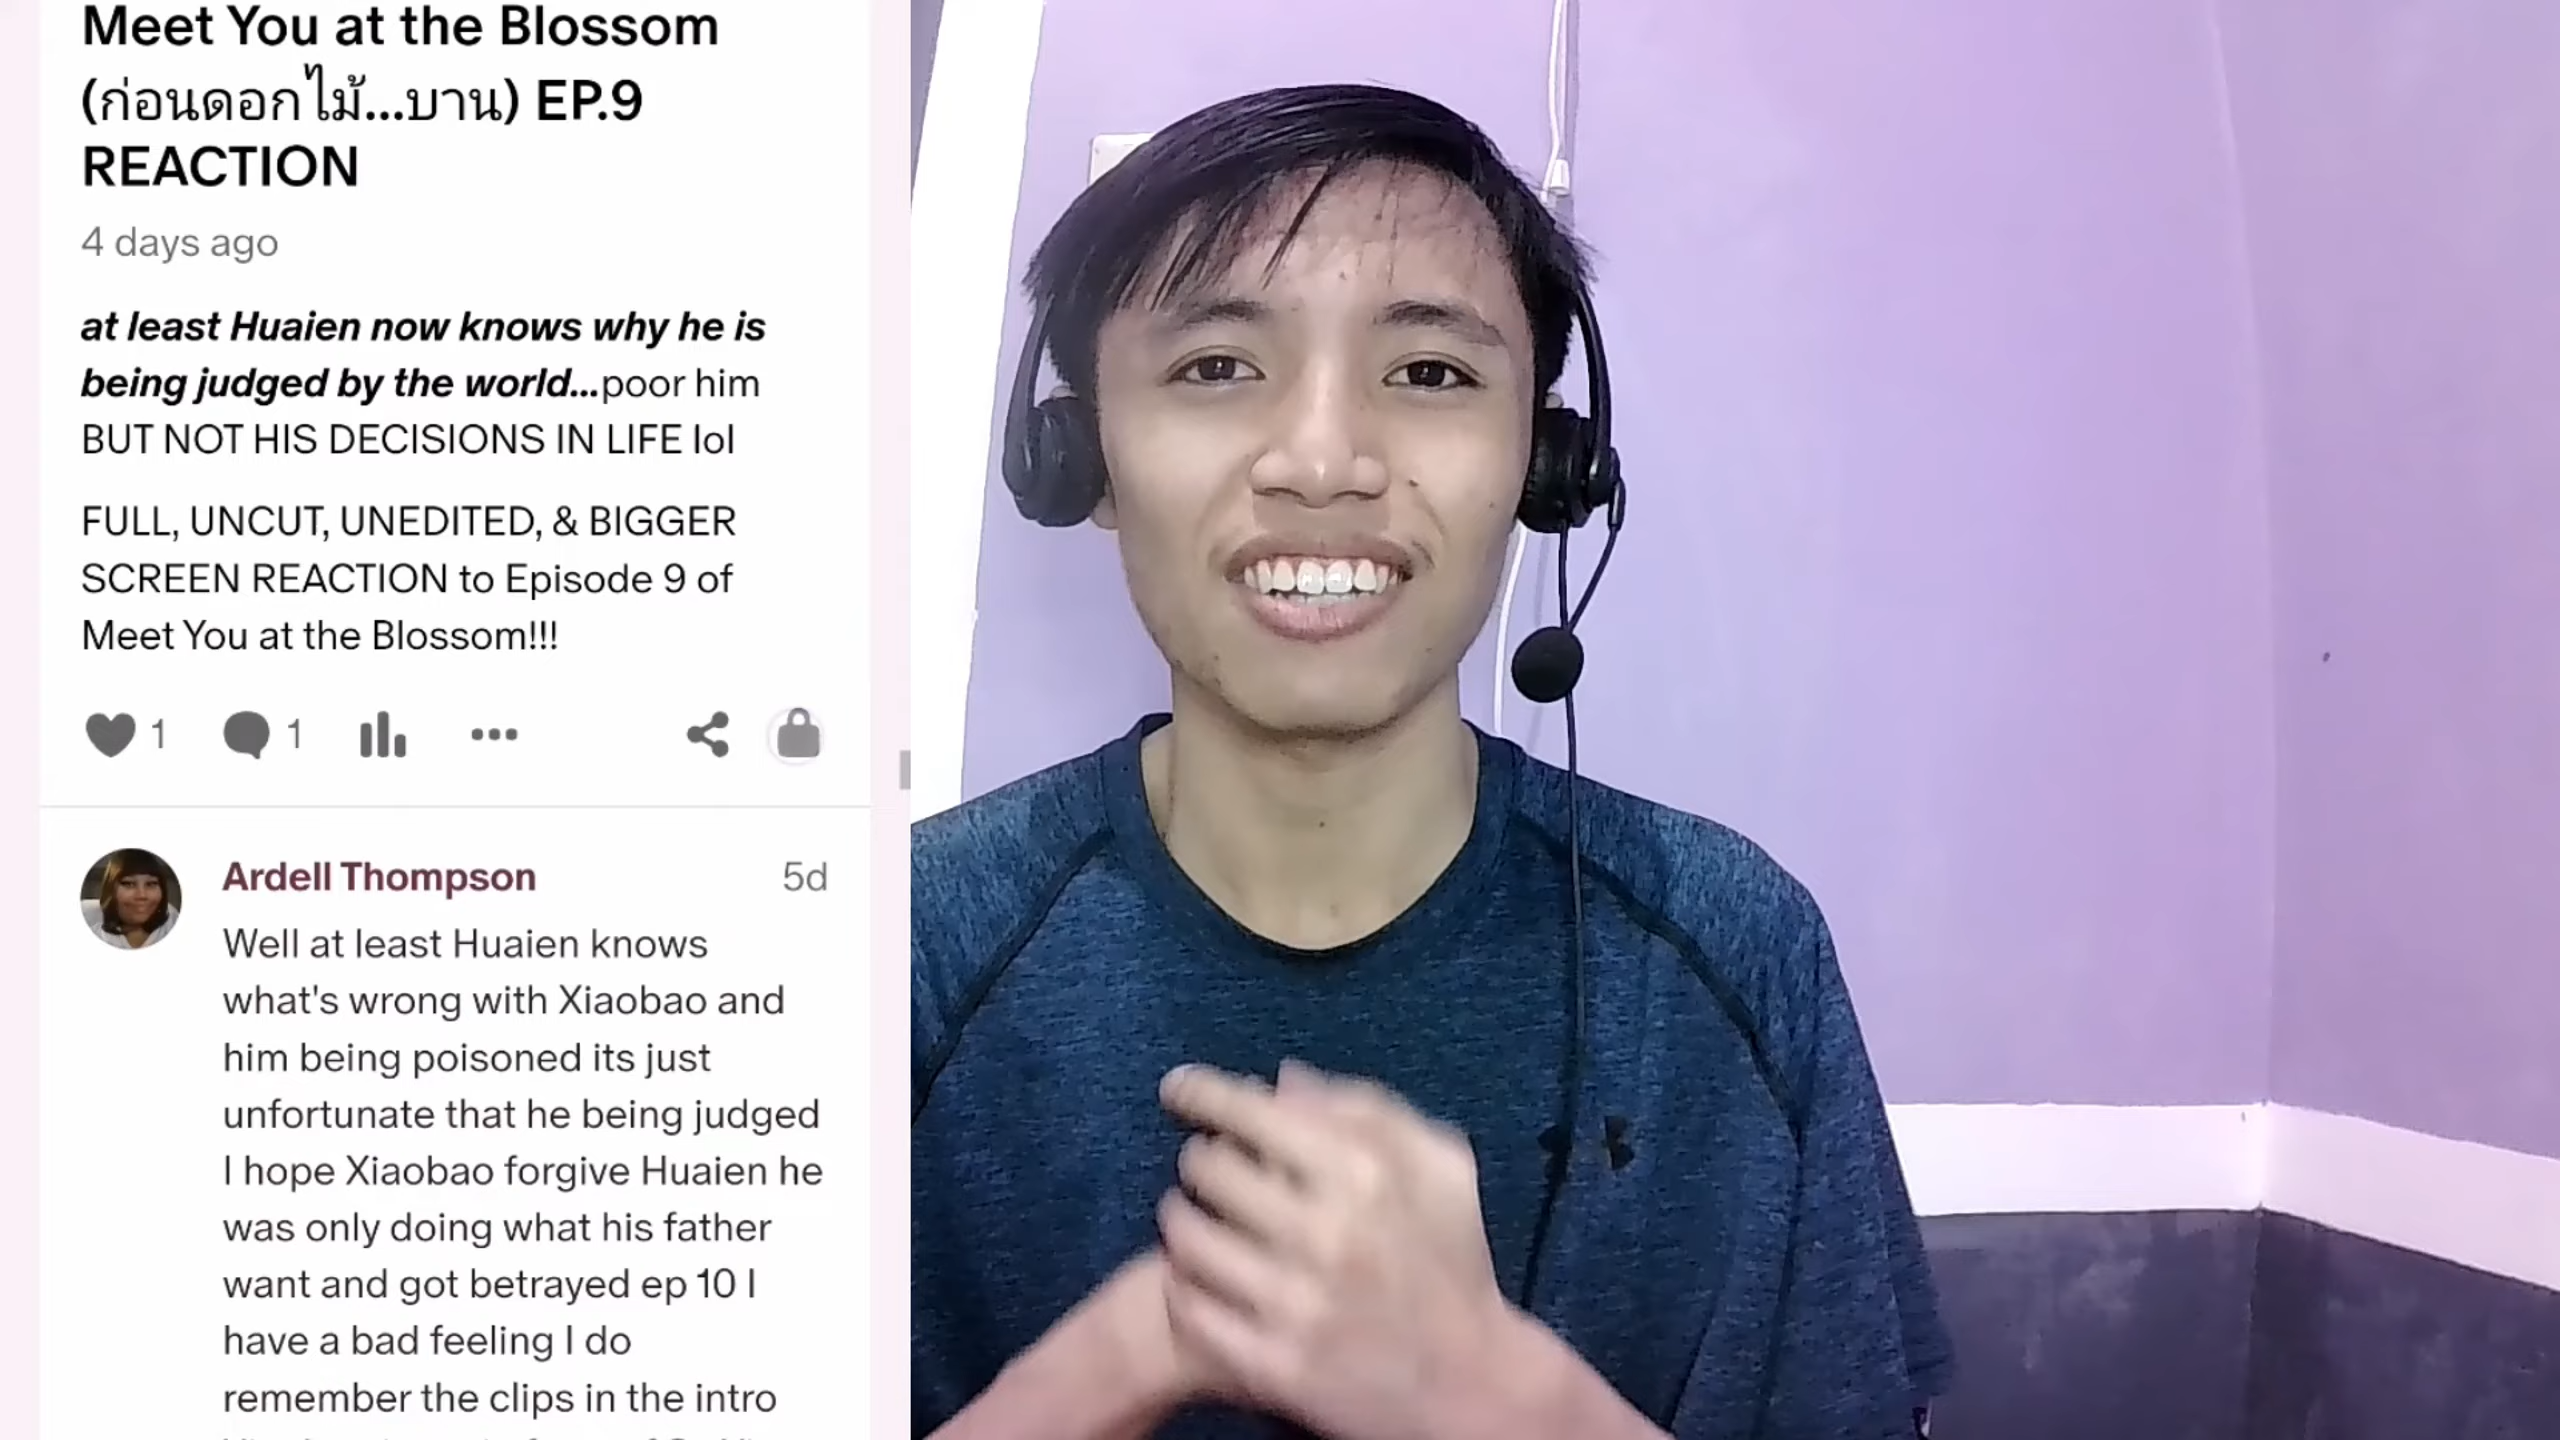 Meet You at the Blossom
(ก่อนดอกไม้...บาน) EP.9
REACTION
4 days ago
at least Huaien now knows why he is
being judged by the world...poor him
BUT NOT HIS DECISIONS IN LIFE lol
FULL, UNCUT, UNEDITED, & BIGGER
SCREEN REACTION to Episode 9 of
Meet You at the Blossom!!!
1
1
Ardell Thompson
5d
Well at least Huaien knows
what's wrong with Xiaobao and
him being poisoned its just
unfortunate that he being judged
I hope Xiaobao forgive Huaien he
was only doing what his father
want and got betrayed ep 10 I
have a bad feeling I do
remember the clips in the intro